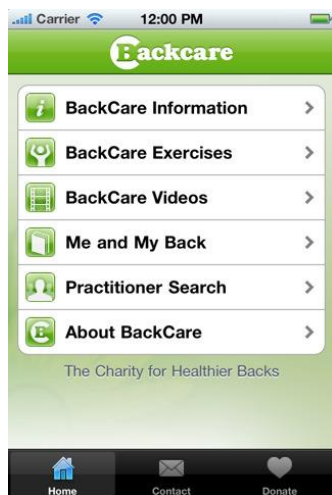 Carrier 12:00 PM
Backcare
BackCare Information
BackCare Exercises
BackCare Videos
Me and My Back
Practitioner Search
About BackCare
The Charity for Healthier Backs
Home Contact Donate